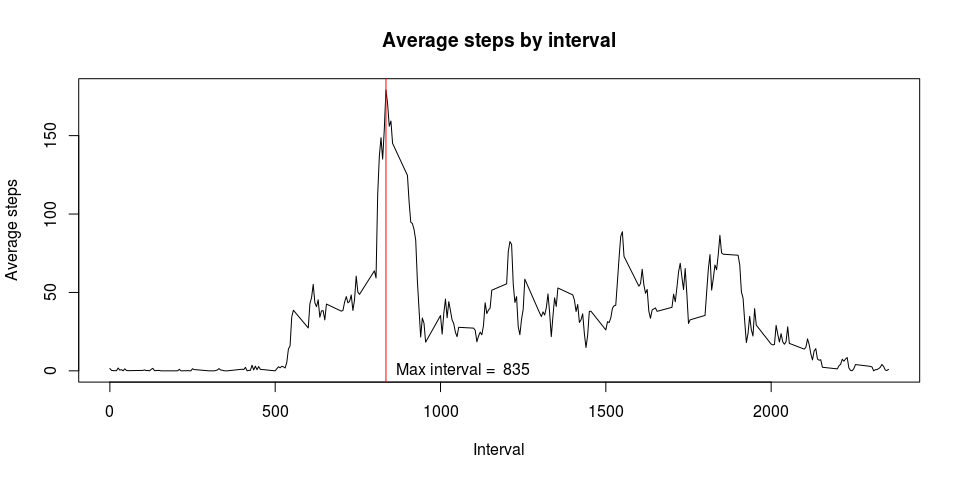 Average steps by interval
Average steps
150
100
50
0
Max interval = 835
0 500 1000 1500 2000
Interval